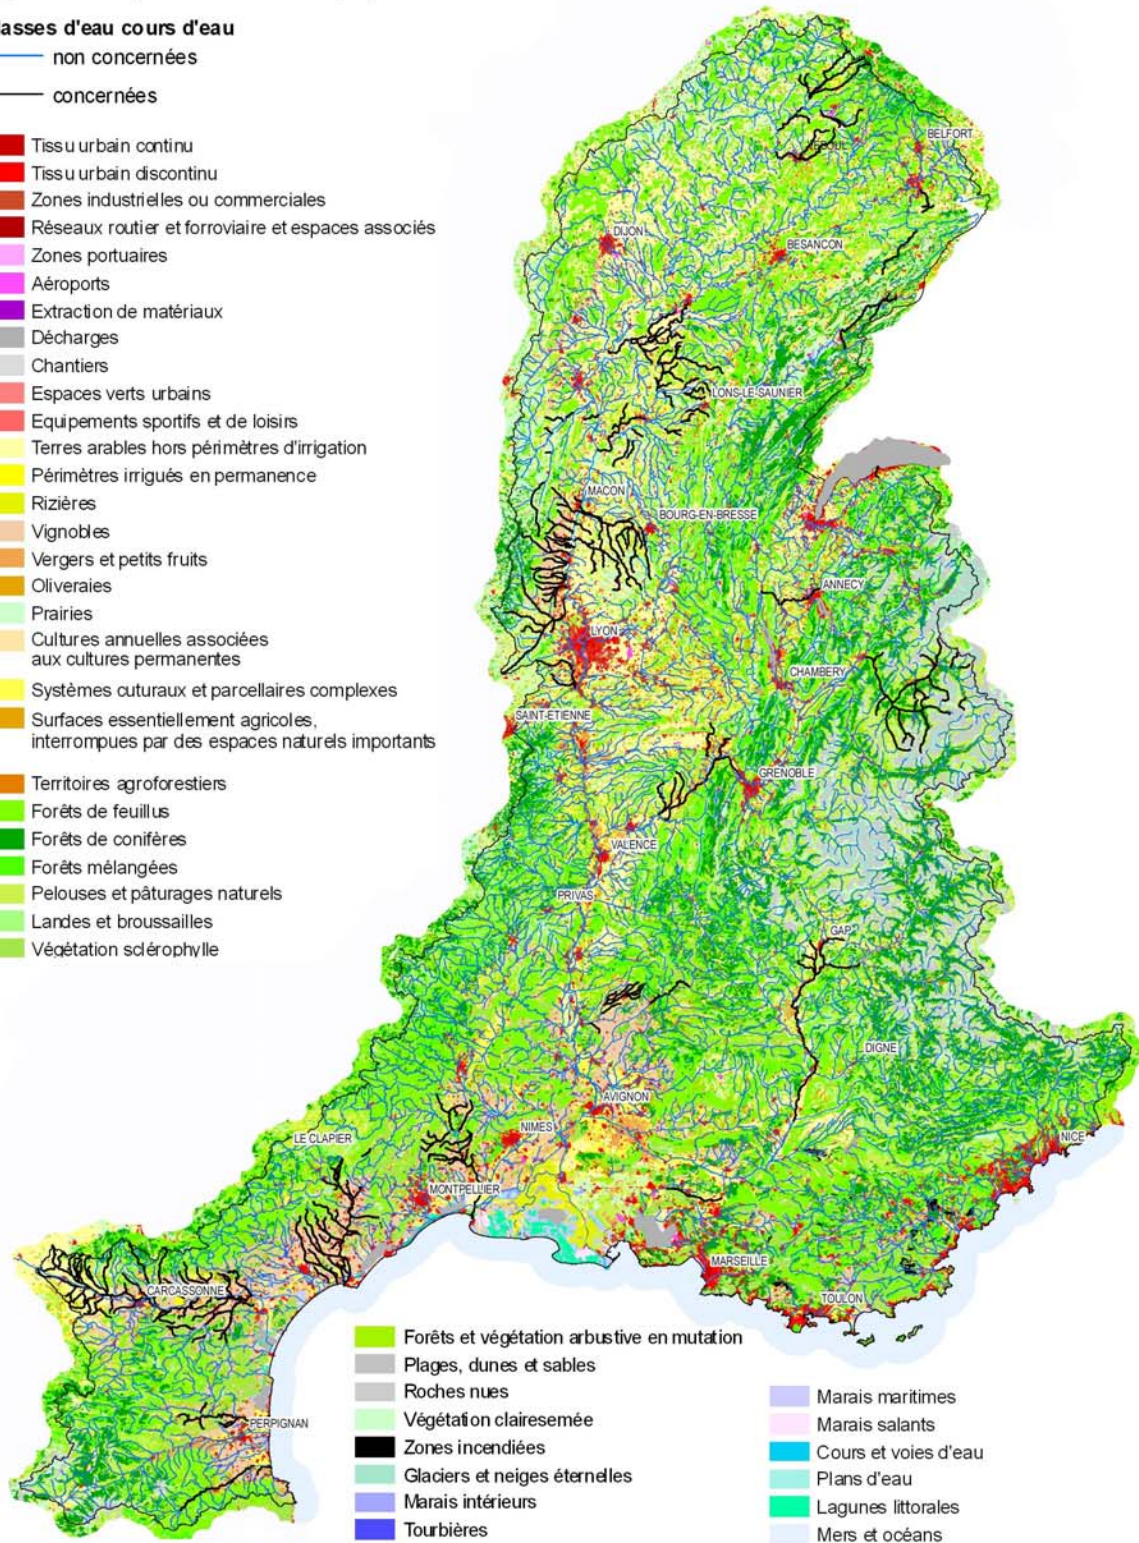 asses d'eau cours d'eau
non concernées
concernées
Tissu urbain continu
Tissu urbain discontinu
Zones industrielles ou commerciales
Réseaux routier et forroviaire et espaces associés
Zones portuaires
Aéroports
Extraction de matériaux
Décharges
Chantiers
Espaces verts urbains
Equipements sportifs et de loisirs
Terres arables hors périmètres d'irrigation
Périmètres irrigués en permanence
Rizières
Vignobles
Vergers et petits fruits
Oliveraies
Prairies
Cultures annuelles associées
aux cultures permanentes
Systèmes cuturaux et parcellaires complexes
Surfaces essentiellement agricoles,
interrompues par des espaces naturels importants
Territoires agroforestiers
Forêts de feuillus
Forêts de conifères
Forêts mélangées
Pelouses et pâturages naturels
Landes et broussailles
Végétation sclérophylle
BELFORT
VESOUL
DIJON
BESANCON
LONS-LE-SAUNIER
MACON
BOURG-EN-BRESSE
ANNECY
LYON
CHAMBERY
SAINT-ETIENNE
GRENOBLE
VALENCE
PRIVAS
GAP
DIGNE
AVIGNON
NIMES
LE CLAPIER
NICE
MONTPELLIER
MARSEILLE
CARCASSONNE
TOULON
PERPIGNAN
Forêts et végétation arbustive en mutation
Plages, dunes et sables
Roches nues
Végétation clairesemée
Zones incendiées
Glaciers et neiges éternelles
Marais intérieurs
Tourbières
Marais maritimes
Marais salants
Cours et voies d'eau
Plans d'eau
Lagunes littorales
Mers et océans